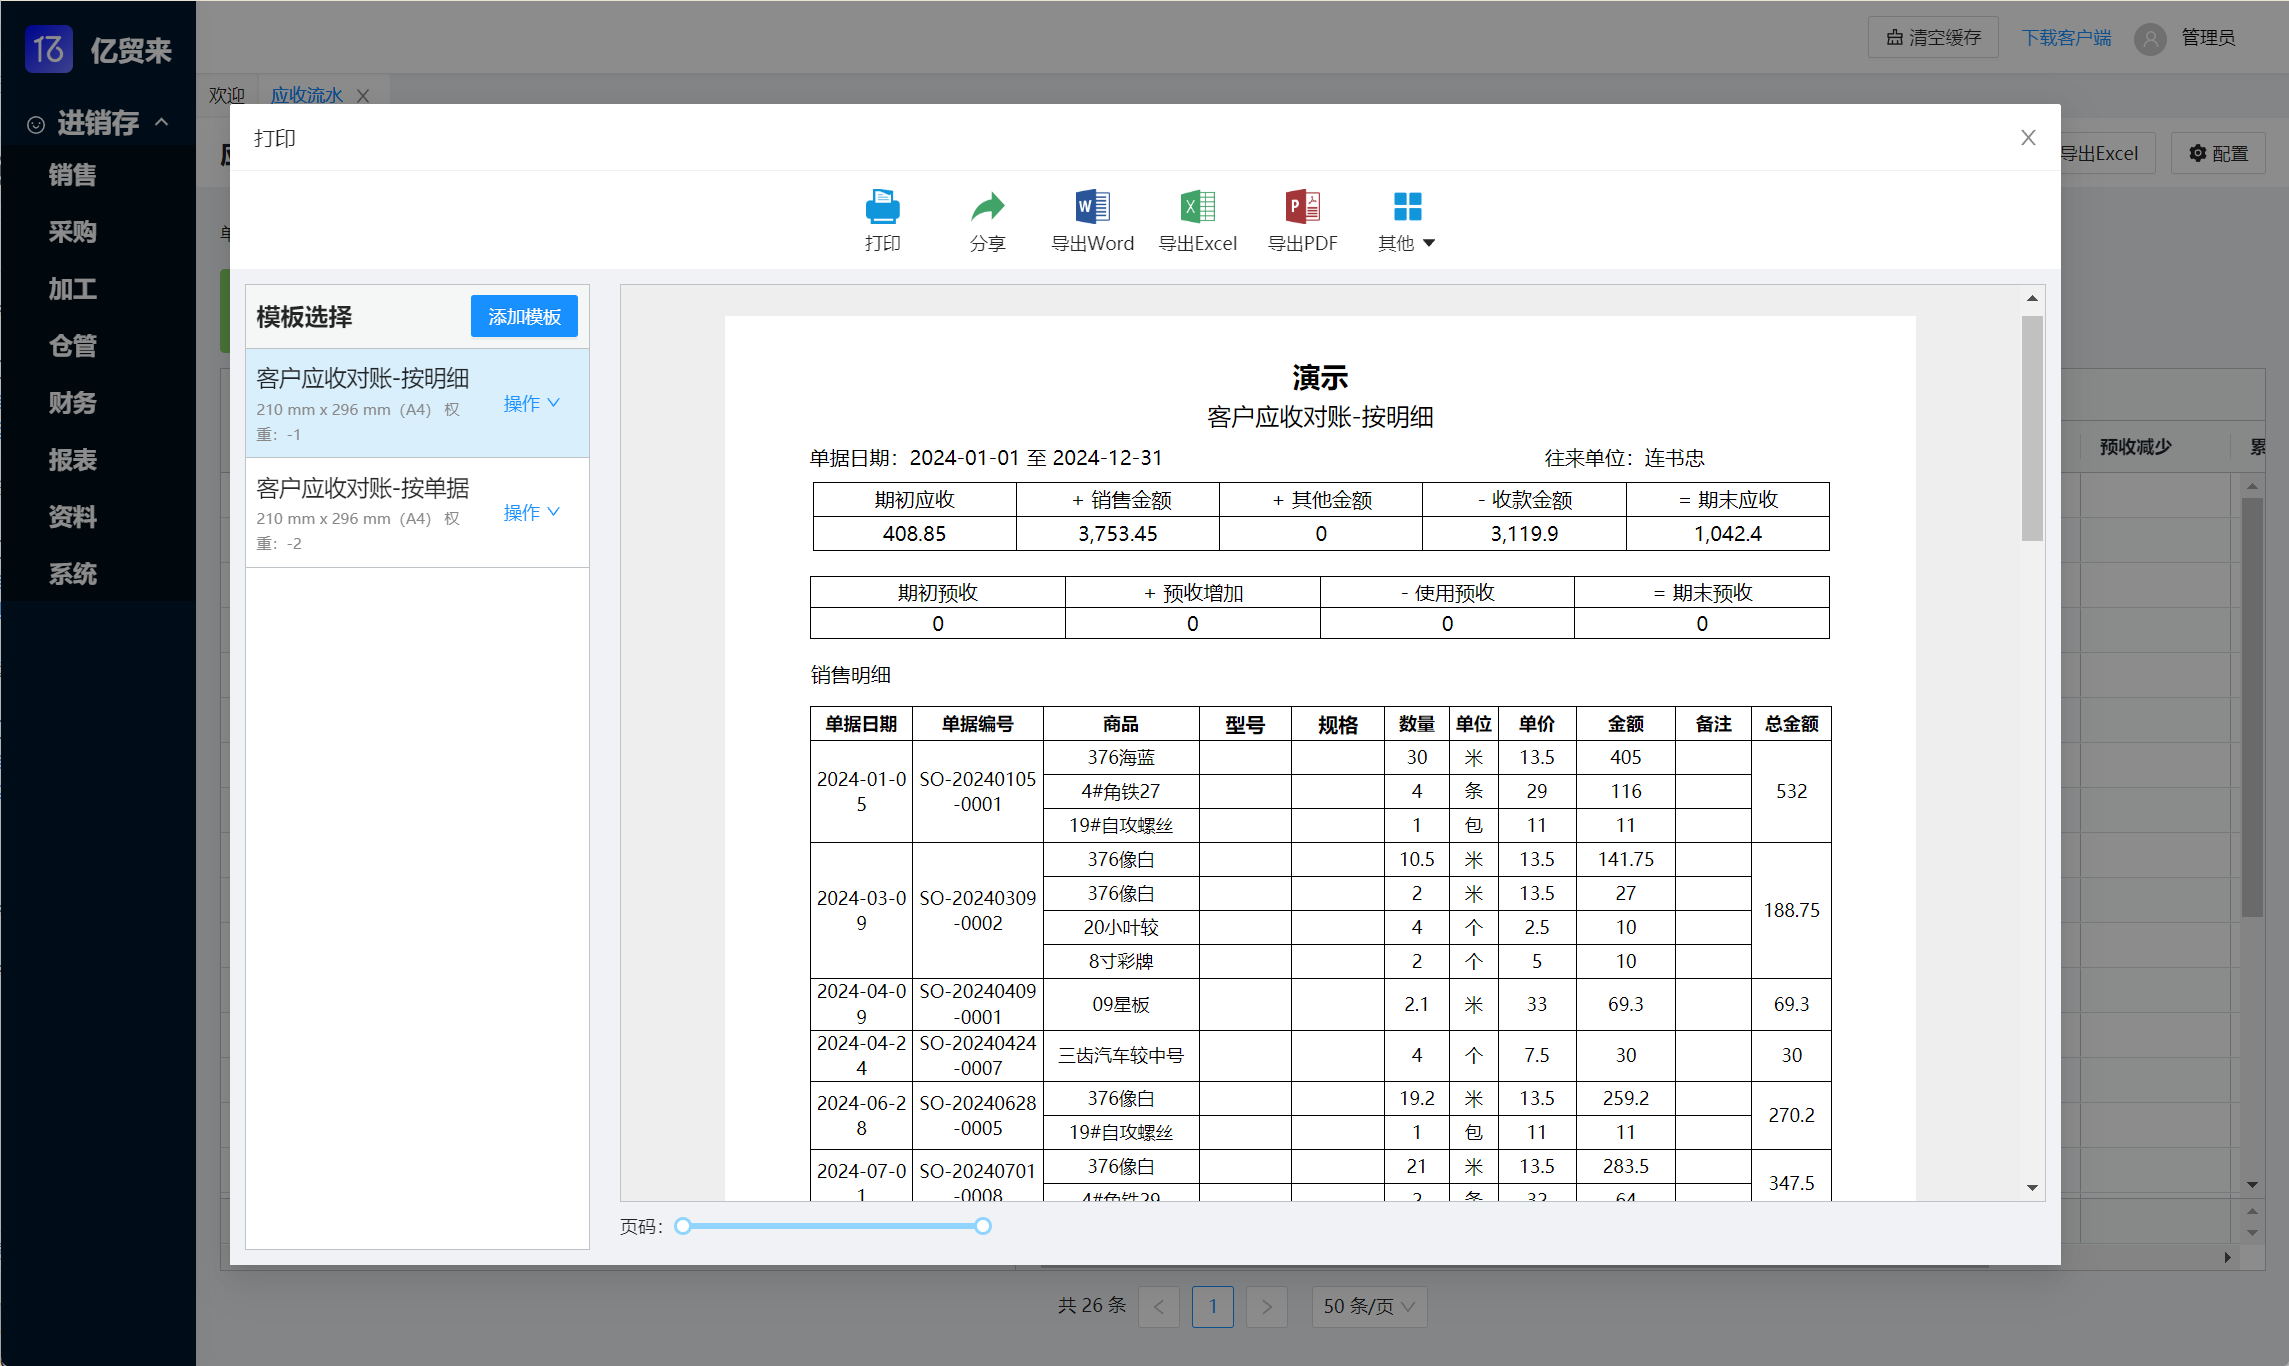 亿贸来
清空缓存
下载客户端
管理员
欢迎
应收流水
进销存
销售
采购
加工
仓管
财务
报表
资料
系统
导出Excel
配置
打印
打印
分享
导出Word
导出Excel
导出PDF
其他
模板选择
添加模板
客户应收对账-按明细
210 mm x 296 mm（A4） 权
重：-1
操作
客户应收对账-按单据
210 mm x 296 mm（A4） 权
重：-2
操作
演示
客户应收对账-按明细
单据日期：2024-01-01 至 2024-12-31 往来单位：连书忠
期初应收 + 销售金额 + 其他金额 - 收款金额 = 期末应收
408.85 3,753.45 0 3,119.9 1,042.4
期初预收 + 预收增加 - 使用预收 = 期末预收
0 0 0 0
销售明细
单据日期 单据编号 商品 型号 规格 数量 单位 单价 金额 备注 总金额
2024-01-05 SO-20240105-0001 376海蓝 30 米 13.5 405 532
4#角铁27 4 条 29 116
19#自攻螺丝 1 包 11 11
2024-03-09 SO-20240309-0002 376像白 10.5 米 13.5 141.75 188.75
376像白 2 米 13.5 27
20小叶较 4 个 2.5 10
8寸彩牌 2 个 5 10
2024-04-09 SO-20240409-0001 09星板 2.1 米 33 69.3 69.3
2024-04-24 SO-20240424-0007 三齿汽车较中号 4 个 7.5 30 30
2024-06-28 SO-20240628-0005 376像白 19.2 米 13.5 259.2 270.2
19#自攻螺丝 1 包 11 11
2024-07-01 SO-20240701-0008 376像白 21 米 13.5 283.5 347.5
4#角铁29 2 条 32 64
页码：
预收减少 累
共 26 条
1
50 条/页